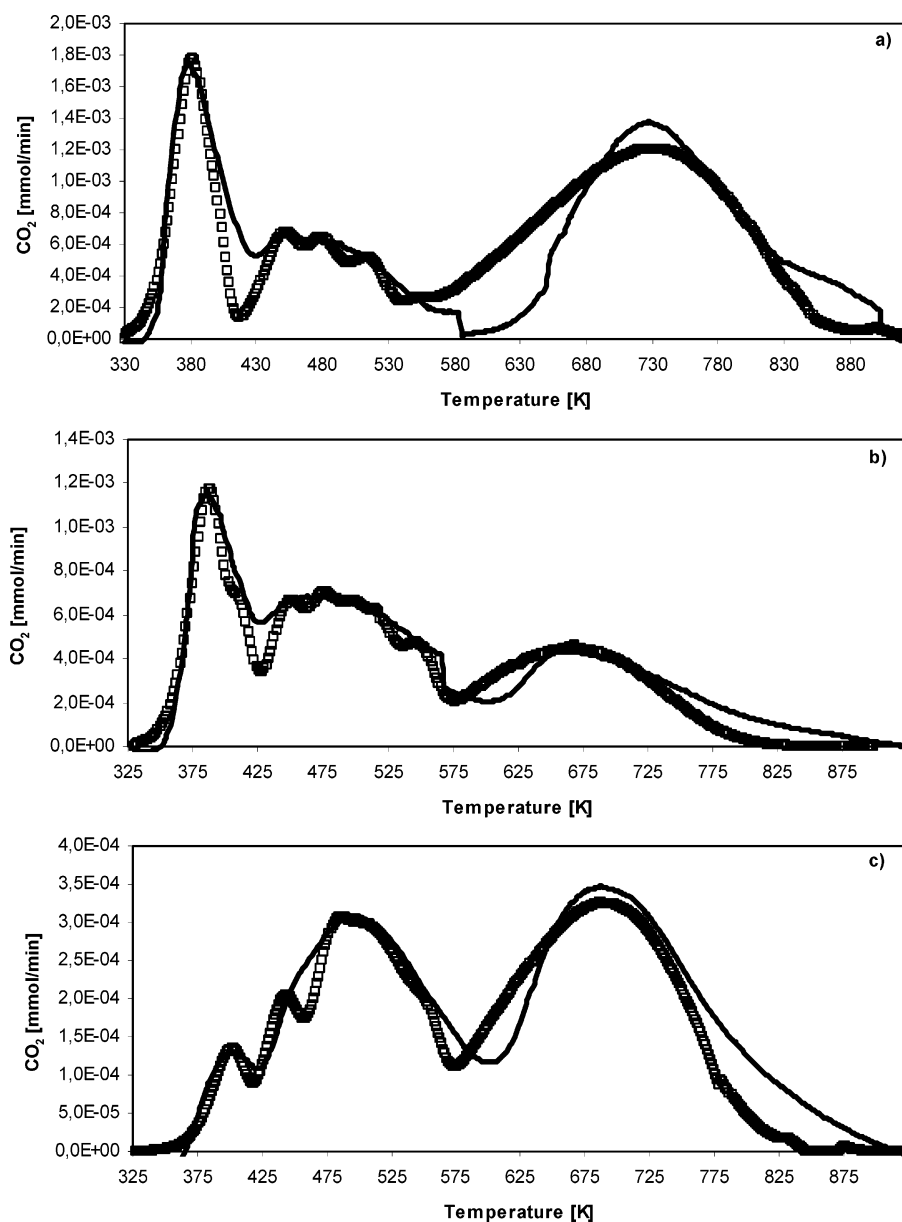 a)
2,0E-03
1,8E-03
1,6E-03
1,4E-03
1,2E-03
1,0E-03
8,0E-04
6,0E-04
4,0E-04
2,0E-04
0,0E+00
CO2 [mmol/min]
330 380 430 480 530 580 630 680 730 780 830 880
Temperature [K]
b)
1,4E-03
1,2E-03
1,0E-03
8,0E-04
6,0E-04
4,0E-04
2,0E-04
0,0E+00
CO2 [mmol/min]
325 375 425 475 525 575 625 675 725 775 825 875
Temperature [K]
c)
4,0E-04
3,5E-04
3,0E-04
2,5E-04
2,0E-04
1,5E-04
1,0E-04
5,0E-05
0,0E+00
CO2 [mmol/min]
325 375 425 475 525 575 625 675 725 775 825 875
Temperature [K]